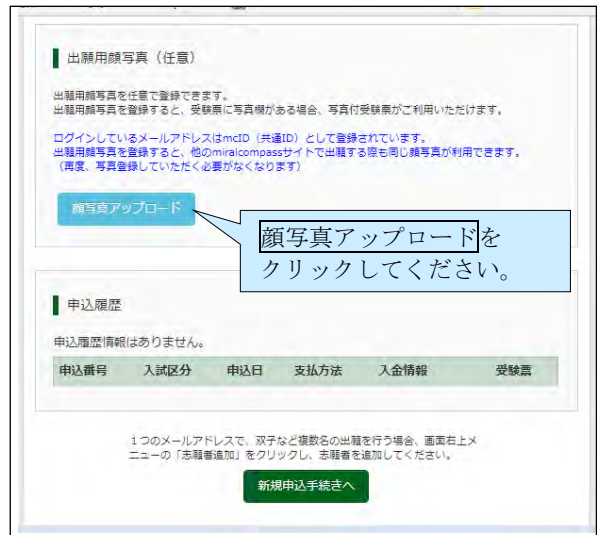 出願用顔写真（任意）
出願用顔写真を任意で登録できます。
出願用顔写真を登録すると、受験票に写真欄がある場合、写真付受験票がご利用いただけます。
ログインしているメールアドレスはmcID（共通ID）として登録されています。
出願用顔写真を登録すると、他のmiraicompassサイトで出願する際も同じ顔写真が利用できます。
（再度、写真登録していただく必要がなくなります）
顔写真アップロード
顔写真アップロードを
クリックしてください。
申込履歴
申込履歴情報はありません。
申込番号 入試区分 申込日 支払方法 入金情報 受験票
１つのメールアドレスで、双子など複数名の出願を行う場合、画面右上メ
ニューの「志願者追加」をクリックし、志願者を追加してください。
新規申込手続きへ